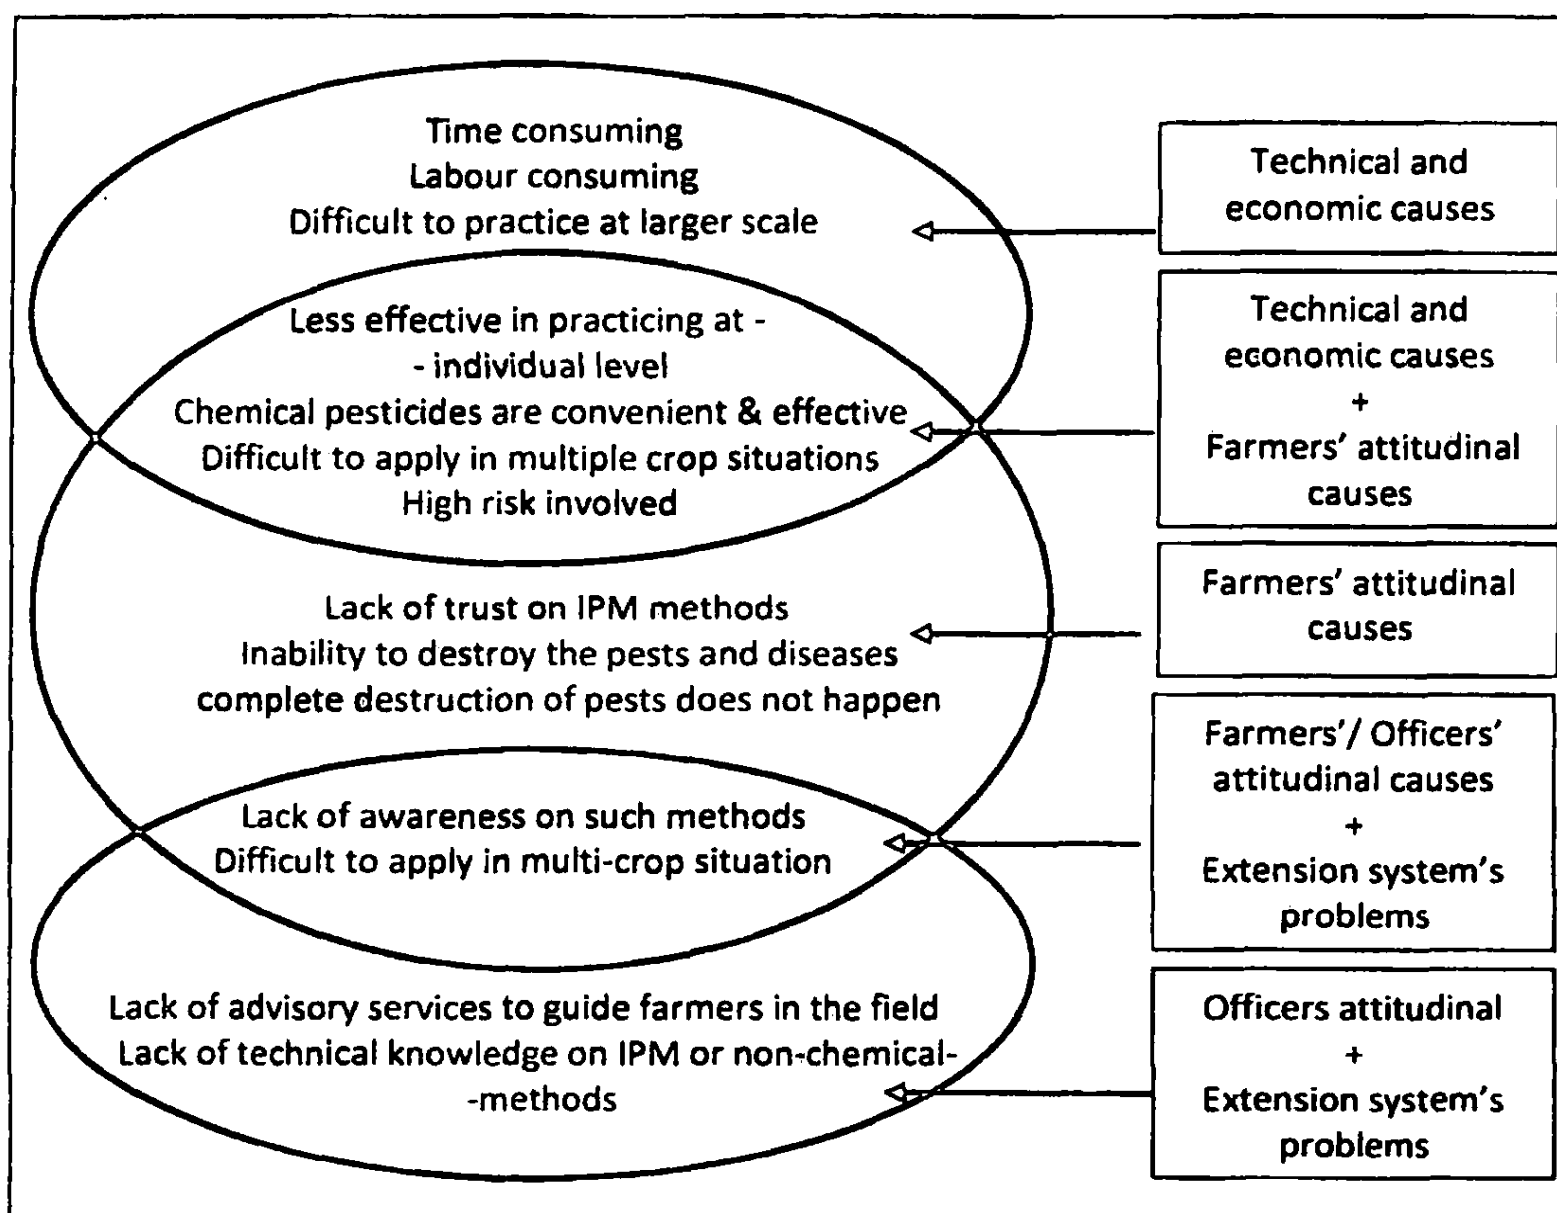 Time consuming
Labour consuming
Difficult to practice at larger scale
Less effective in practicing at -
- individual level
Chemical pesticides are convenient & effective
Difficult to apply in multiple crop situations
High risk involved
Lack of trust on IPM methods
Inability to destroy the pests and diseases
complete destruction of pests does not happen
Lack of awareness on such methods
Difficult to apply in multi-crop situation
Lack of advisory services to guide farmers in the field
Lack of technical knowledge on IPM or non-chemical-
-methods
Technical and
economic causes
Technical and
economic causes
+
Farmers' attitudinal
causes
Farmers' attitudinal
causes
Farmers'/ Officers'
attitudinal causes
+
Extension system's
problems
Officers attitudinal
+
Extension system's
problems